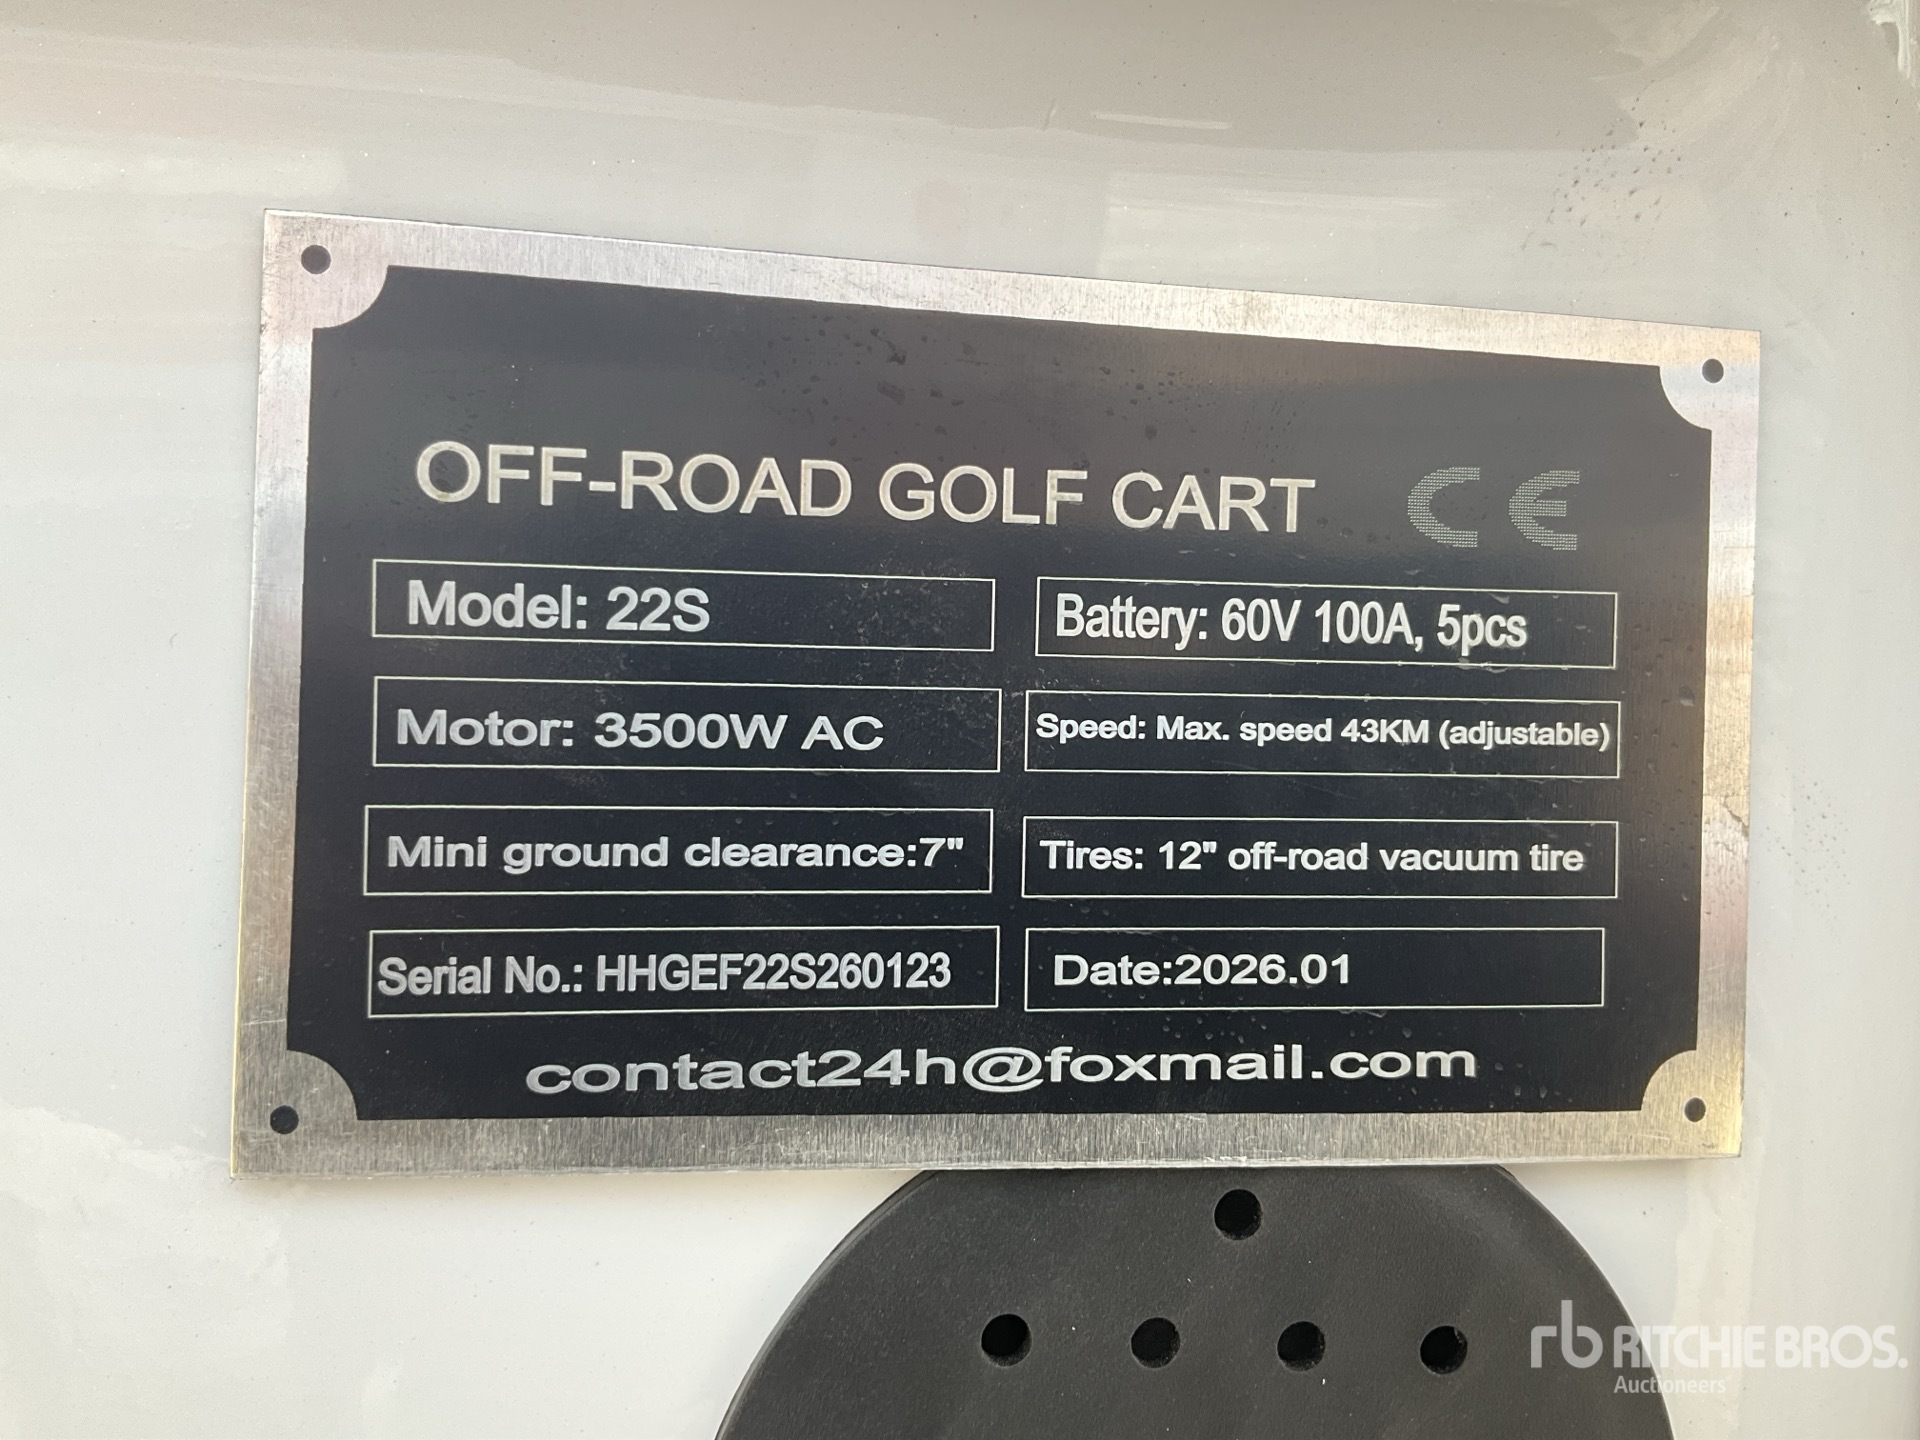 OFF-ROAD GOLF CART CE
Model: 22S
Battery: 60V 100A, 5pcs
Motor: 3500W AC
Speed: Max. speed 43KM (adjustable)
Mini ground clearance:7"
Tires: 12" off-road vacuum tire
Serial No.: HHGEF22S260123
Date:2026.01
contact24h@foxmail.com
rb RITCHIE BROS.
Auctioneers